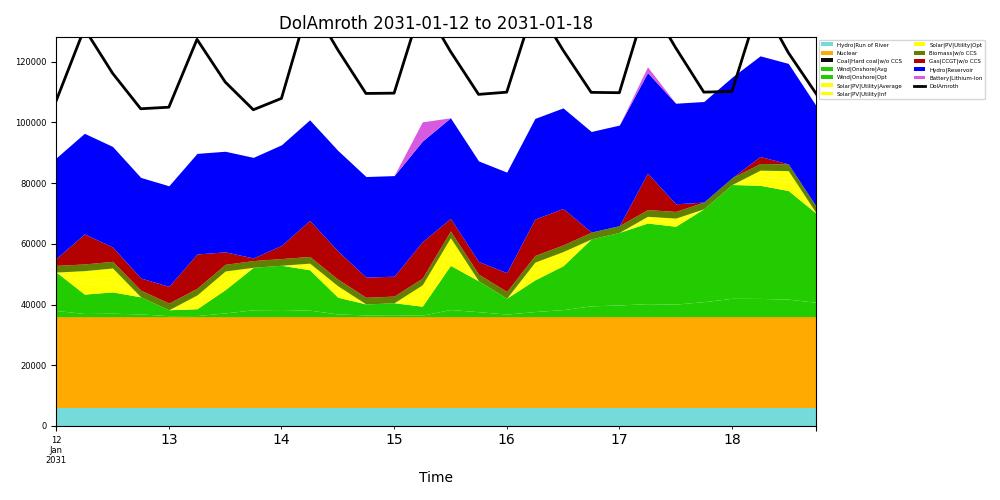 DolAmroth 2031-01-12 to 2031-01-18
120000
100000
80000
60000
40000
20000
0
12
Jan
2031
13
14
15
16
17
18
Time
Hydro|Run of River
Nuclear
Coal|Hard coal|w/o CCS
Wind|Onshore|Avg
Wind|Onshore|Opt
Solar|PV|Utility|Average
Solar|PV|Utility|Inf
Solar|PV|Utility|Opt
Biomass|w/o CCS
Gas|CCGT|w/o CCS
Hydro|Reservoir
Battery|Lithium-Ion
DolAmroth